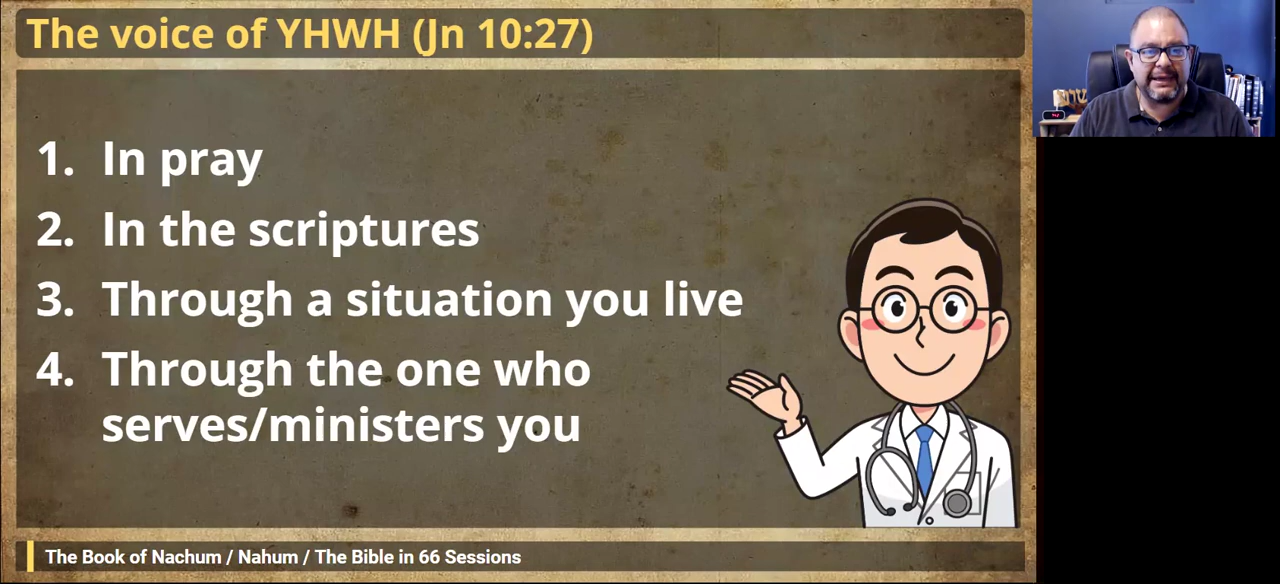 The voice of YHWH (Jn 10:27)
1. In pray
2. In the scriptures
3. Through a situation you live
4. Through the one who
serves/ministers you
The Book of Nachum / Nahum / The Bible in 66 Sessions